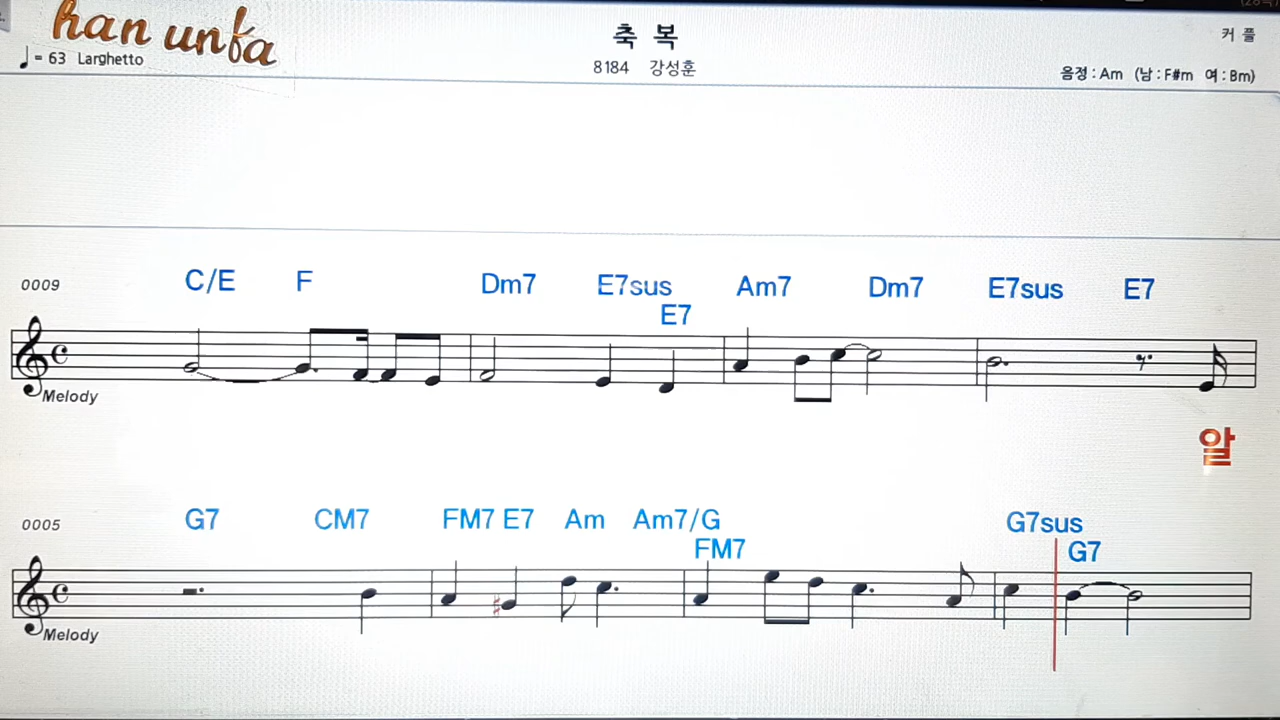 han unfa
♩ = 63 Larghetto
축 복
8184 강성훈
커 플
음정 : Am (남 : F#m 여 : Bm)
0009
C/E F Dm7 E7sus Am7 Dm7 E7sus E7
E7
Melody
알
0005
G7 CM7 FM7 E7 Am Am7/G G7sus
FM7 G7
Melody